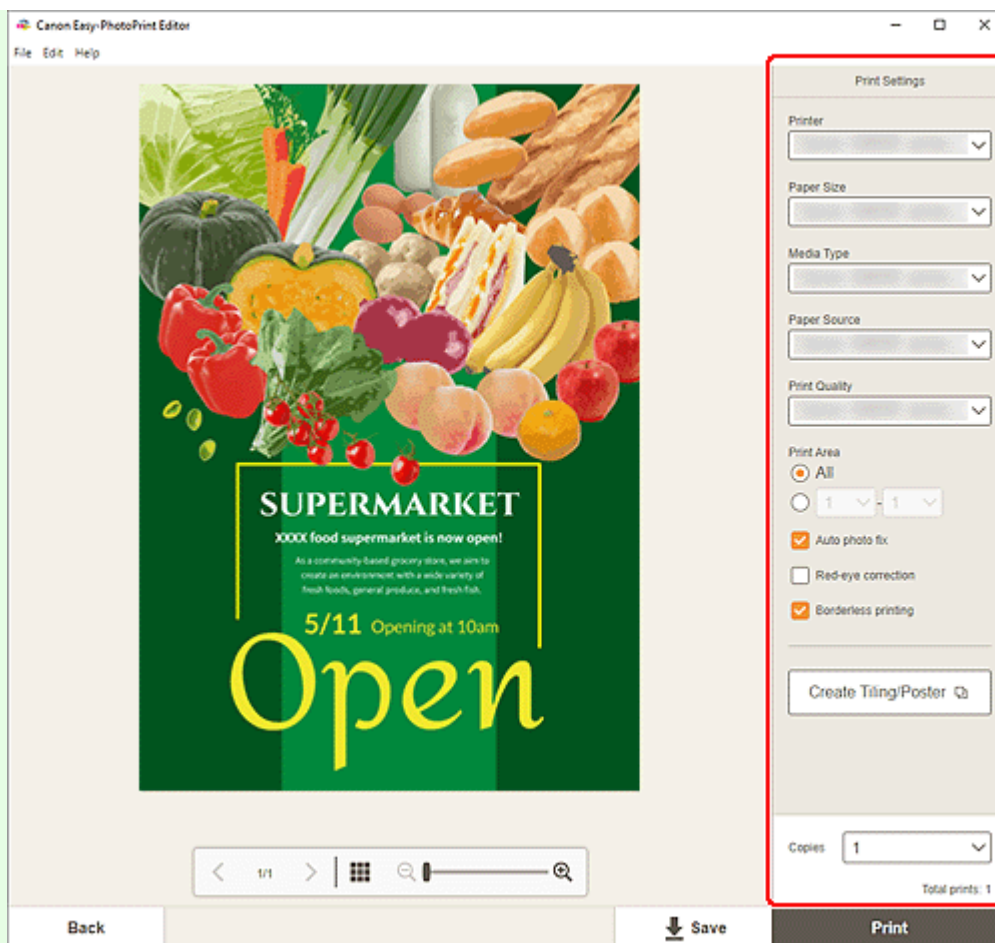 Canon Easy-PhotoPrint Editor
File Edit Help
SUPERMARKET
XXXX food supermarket is now open!
As a community-based grocery store, we aim to
create an environment with a wide variety of
fresh foods, general produce, and fresh fish.
5/11 Opening at 10am
Open
1/1
Back
Save
Print Settings
Printer
Paper Size
Media Type
Paper Source
Print Quality
Print Area
All
1 - 1
Auto photo fix
Red-eye correction
Borderless printing
Create Tiling/Poster
Copies 1
Total prints: 1
Print